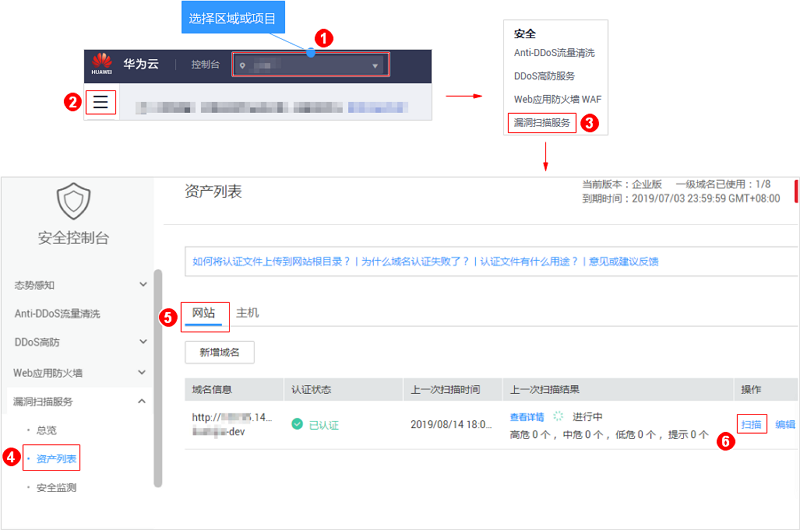 选择区域或项目
1
HUAWEI
华为云
控制台
2
安全
Anti-DDoS流量清洗
DDoS高防服务
Web应用防火墙 WAF
漏洞扫描服务
3
安全控制台
态势感知
Anti-DDoS流量清洗
DDoS高防
Web应用防火墙
漏洞扫描服务
总览
4
资产列表
安全监测
资产列表
当前版本：企业版 一级域名已使用：1/8
到期时间：2019/07/03 23:59:59 GMT+08:00
如何将认证文件上传到网站根目录？ | 为什么域名认证失败了？ | 认证文件有什么用途？ | 意见或建议反馈
5
网站 主机
新增域名
域名信息 认证状态 上一次扫描时间 上一次扫描结果 操作
http:// 5.14...
-dev
已认证
2019/08/14 18:0...
查看详情 进行中
高危 0 个 ，中危 0 个 ，低危 0 个 ，提示 0 个
6
扫描 编辑